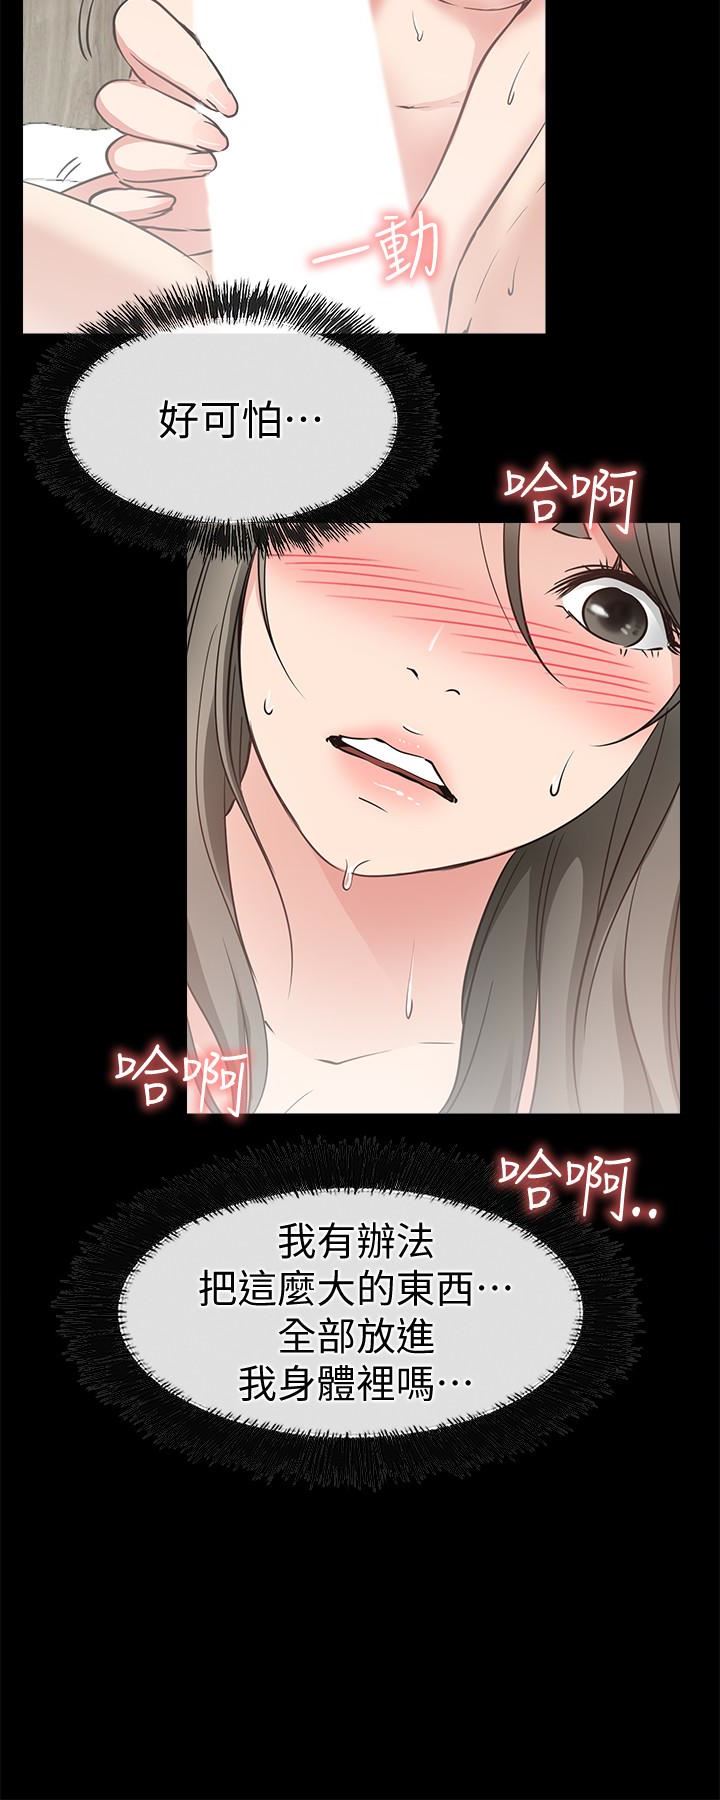 一動
好可怕…
哈啊
哈啊
哈啊..
我有辦法
把這麼大的東西…
全部放進
我身體裡嗎…